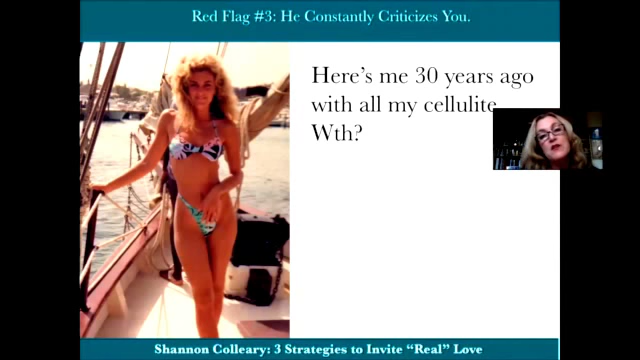 Red Flag #3: He Constantly Criticizes You.
Here's me 30 years ago
with all my cellulite
Wth?
Shannon Colleary: 3 Strategies to Invite "Real" Love